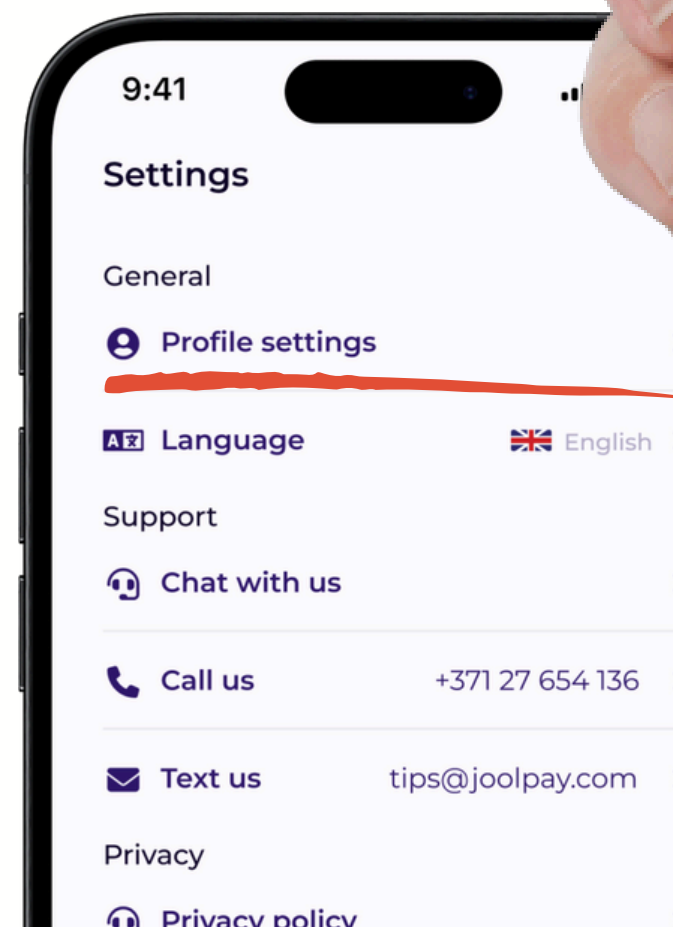 9:41
Settings
General
Profile settings
Language English
Support
Chat with us
Call us +371 27 654 136
Text us tips@joolpay.com
Privacy
Privacy policy